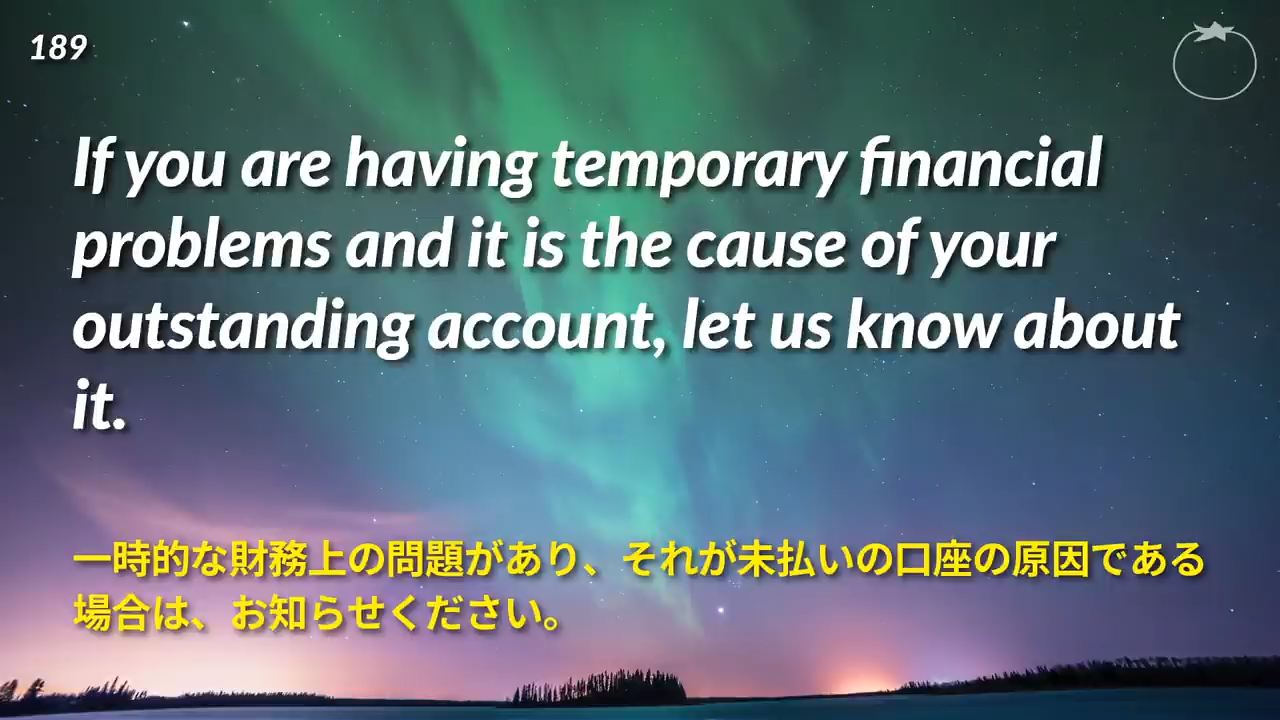 189
If you are having temporary financial
problems and it is the cause of your
outstanding account, let us know about
it.
一時的な財務上の問題があり、それが未払いの口座の原因である
場合は、お知らせください。